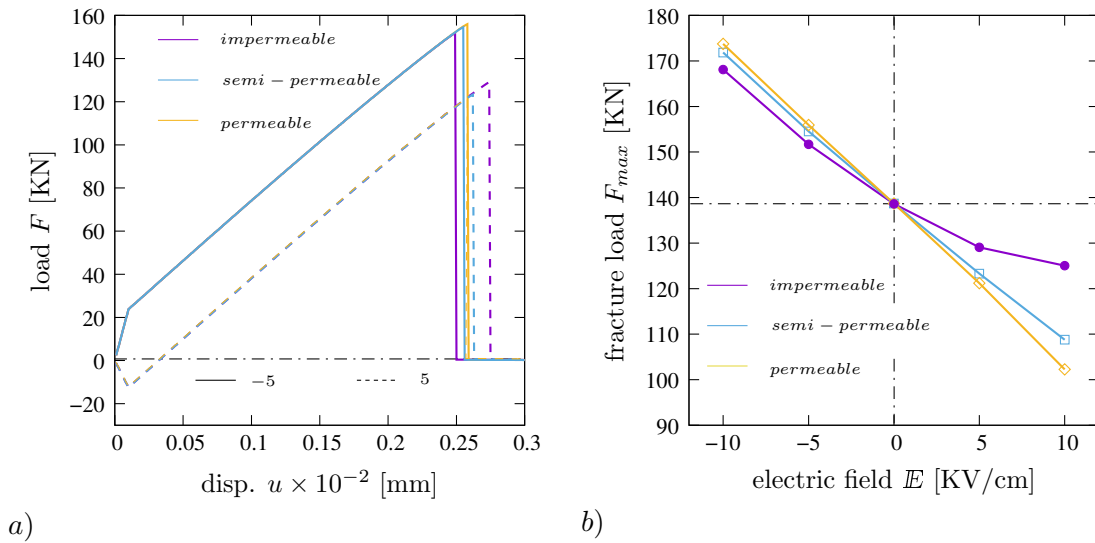 160
140
120
100
80
60
40
20
0
−20
load F [KN]
impermeable
semi − permeable
permeable
−5
5
0 0.05 0.1 0.15 0.2 0.25 0.3
disp. u × 10⁻² [mm]
a)
180
170
160
150
140
130
120
110
100
90
fracture load F_max [KN]
impermeable
semi − permeable
permeable
−10 −5 0 5 10
electric field 𝔼 [KV/cm]
b)